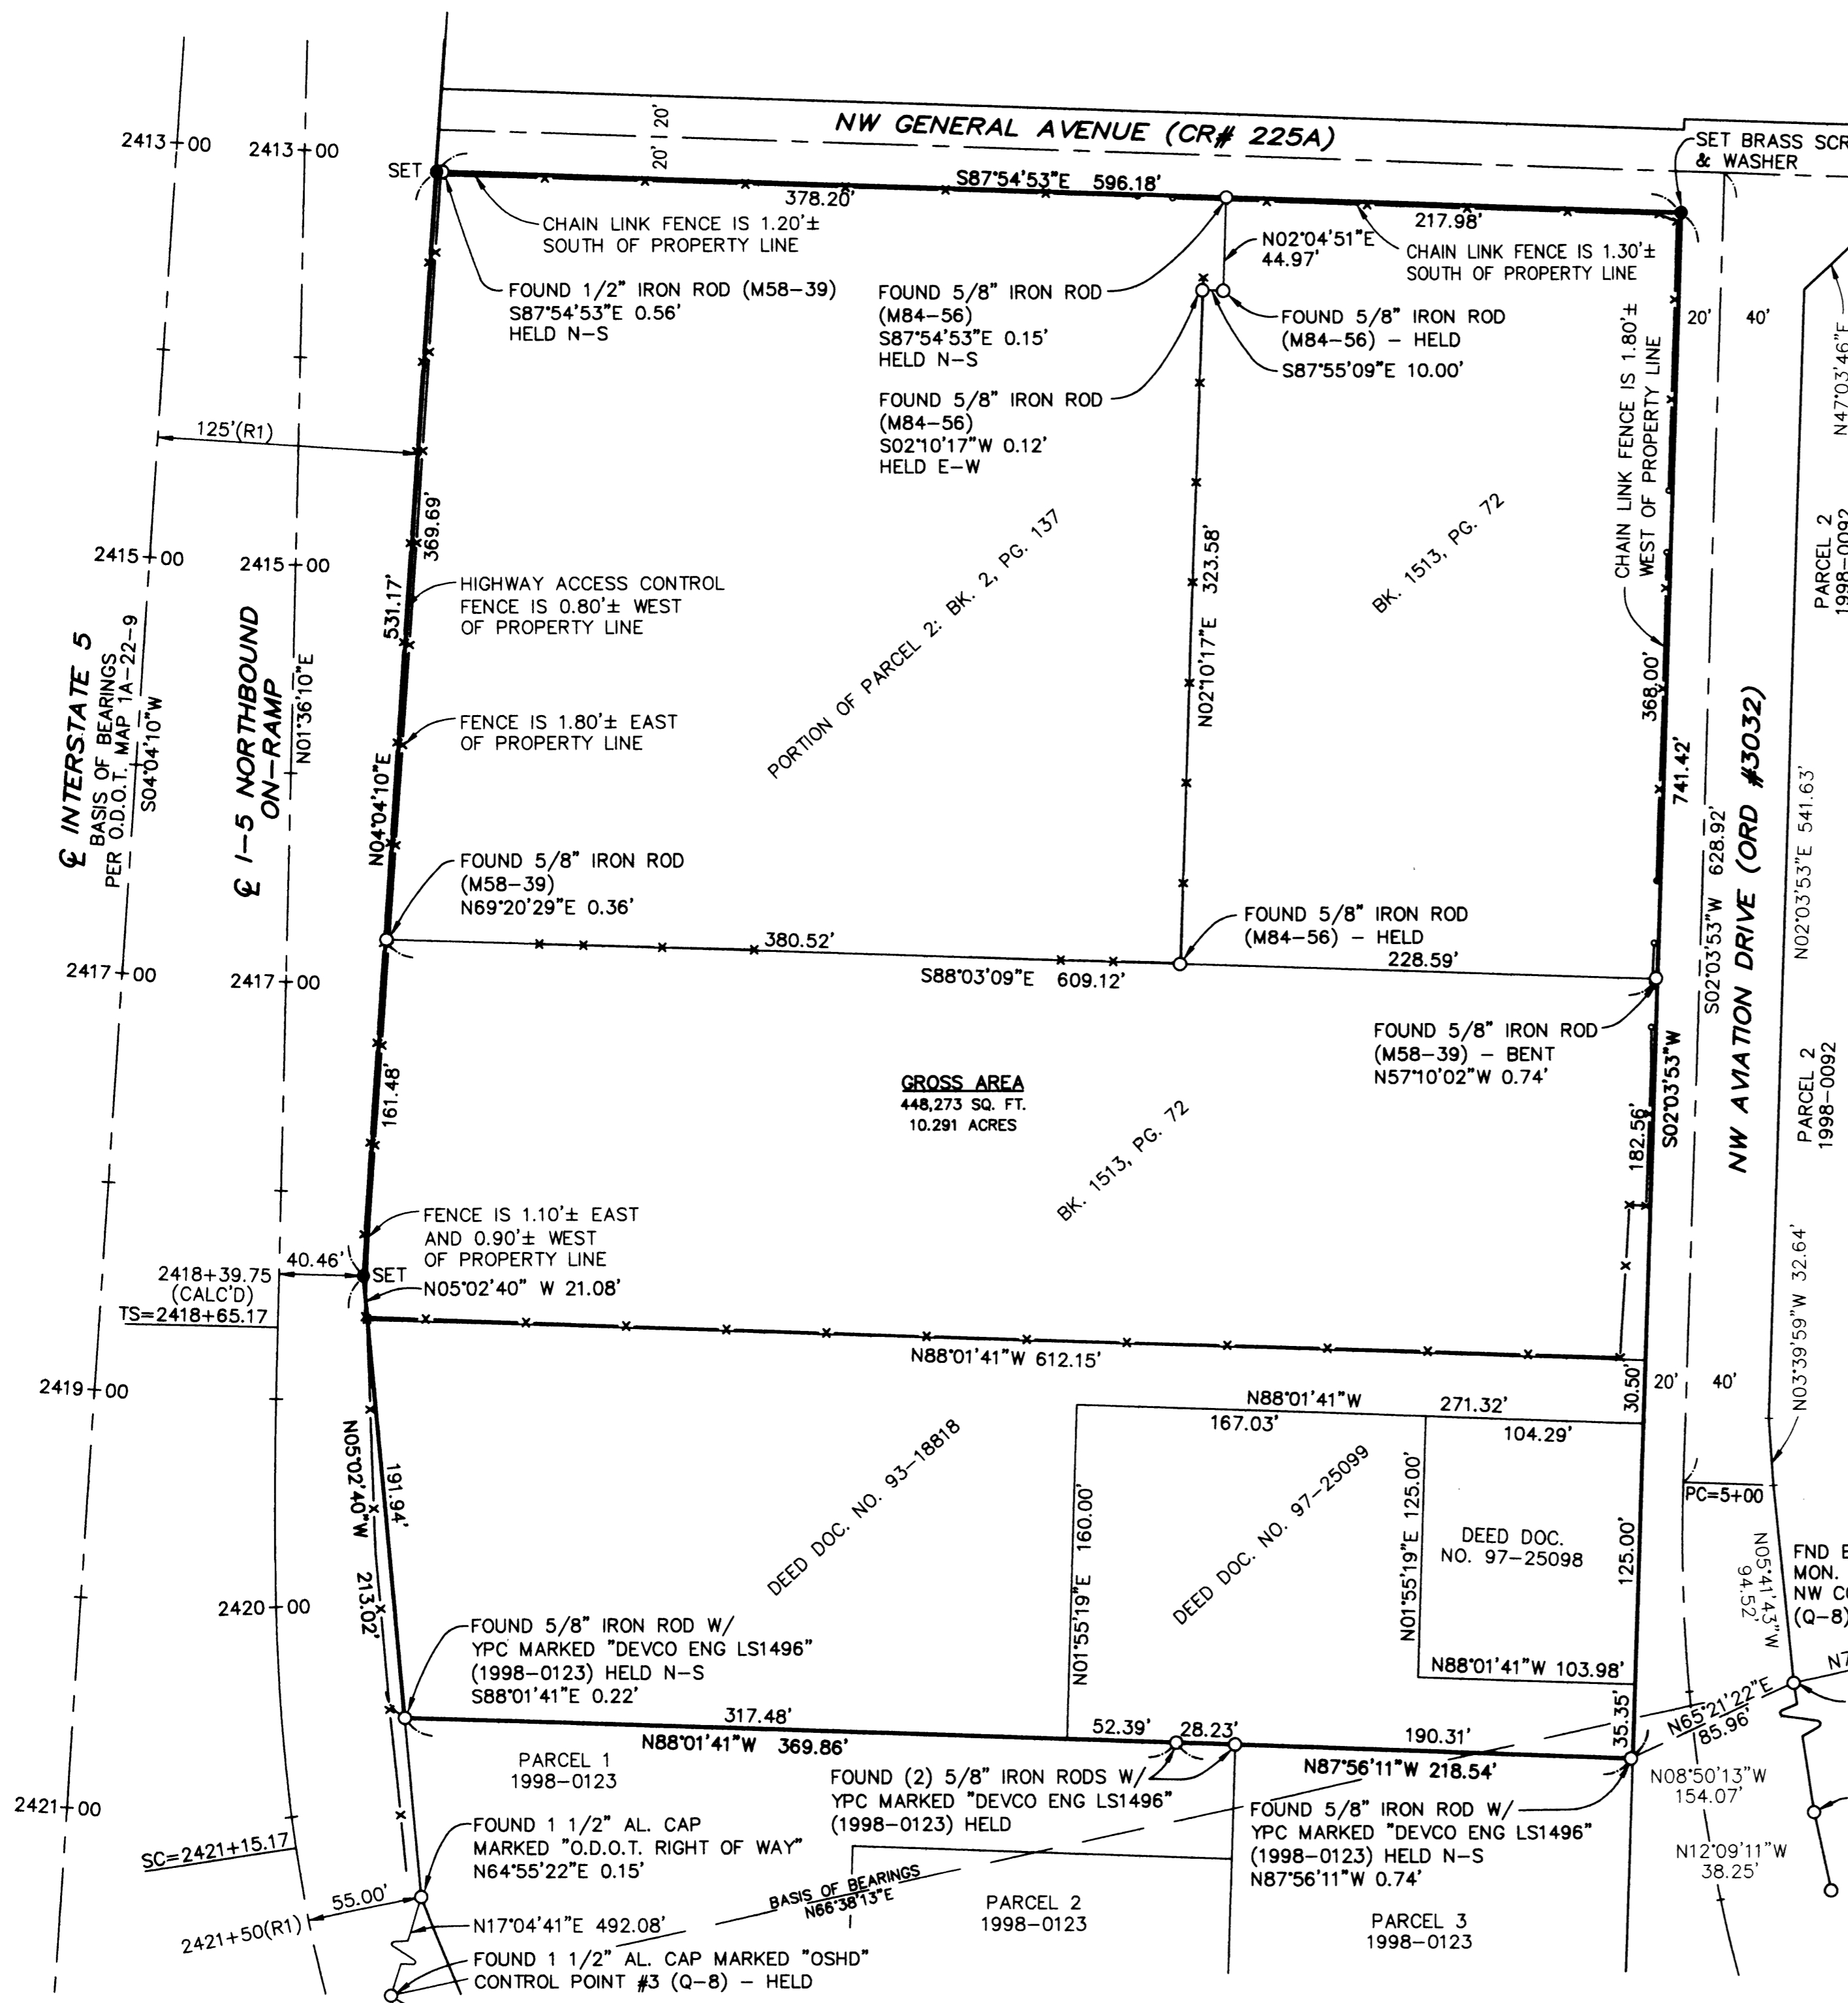 NW GENERAL AVENUE (CR# 225A)
20'
20'
2413+00
2413+00
SET
SET BRASS SCR
& WASHER
S87°54'53"E 596.18'
378.20'
217.98'
CHAIN LINK FENCE IS 1.20'±
SOUTH OF PROPERTY LINE
N02°04'51"E
44.97'
CHAIN LINK FENCE IS 1.30'±
SOUTH OF PROPERTY LINE
FOUND 1/2" IRON ROD (M58-39)
S87°54'53"E 0.56'
HELD N-S
FOUND 5/8" IRON ROD
(M84-56)
S87°54'53"E 0.15'
HELD N-S
FOUND 5/8" IRON ROD
(M84-56) - HELD
S87°55'09"E 10.00'
FOUND 5/8" IRON ROD
(M84-56)
S02°10'17"W 0.12'
HELD E-W
CHAIN LINK FENCE IS 1.80'±
WEST OF PROPERTY LINE
20'
40'
N47°03'46"E
125'(R1)
369.69'
531.17'
N04°04'10"E
2415+00
2415+00
HIGHWAY ACCESS CONTROL
FENCE IS 0.80'± WEST
OF PROPERTY LINE
FENCE IS 1.80'± EAST
OF PROPERTY LINE
PORTION OF PARCEL 2: BK. 2, PG. 137
N02°10'17"E 323.58'
BK. 1513, PG. 72
PARCEL 2
1998-0092
℄ INTERSTATE 5
BASIS OF BEARINGS
PER O.D.O.T. MAP 1A-22-9
S04°04'10"W
℄ I-5 NORTHBOUND
ON-RAMP
N01°36'10"E
368.00'
741.42'
S02°03'53"W
S02°03'53"W 628.92'
NW AVIATION DRIVE (ORD #3032)
N02°03'53"E 541.63'
FOUND 5/8" IRON ROD
(M58-39)
N69°20'29"E 0.36'
FOUND 5/8" IRON ROD
(M84-56) - HELD
380.52'
228.59'
S88°03'09"E 609.12'
2417+00
2417+00
FOUND 5/8" IRON ROD
(M58-39) - BENT
N57°10'02"W 0.74'
GROSS AREA
448,273 SQ. FT.
10.291 ACRES
BK. 1513, PG. 72
161.48'
182.56'
PARCEL 2
1998-0092
FENCE IS 1.10'± EAST
AND 0.90'± WEST
OF PROPERTY LINE
40.46'
SET
2418+39.75
(CALC'D)
TS=2418+65.17
N05°02'40" W 21.08'
N03°39'59"W 32.64'
N88°01'41"W 612.15'
30.50'
20'
40'
2419+00
N88°01'41"W 271.32'
167.03'
104.29'
N05°02'40"W 213.02'
191.94'
DEED DOC. NO. 93-18818
N01°55'19"E 160.00'
DEED DOC. NO. 97-25099
N01°55'19"E 125.00'
DEED DOC.
NO. 97-25098
125.00'
PC=5+00
N05°41'43"W
94.52'
FND B
MON.
NW CO
(Q-8)
2420+00
FOUND 5/8" IRON ROD W/
YPC MARKED "DEVCO ENG LS1496"
(1998-0123) HELD N-S
S88°01'41"E 0.22'
N88°01'41"W 103.98'
35.35'
N65°21'22"E
85.96'
N7
317.48'
N88°01'41"W 369.86'
52.39'
28.23'
190.31'
N87°56'11"W 218.54'
PARCEL 1
1998-0123
FOUND (2) 5/8" IRON RODS W/
YPC MARKED "DEVCO ENG LS1496"
(1998-0123) HELD
FOUND 5/8" IRON ROD W/
YPC MARKED "DEVCO ENG LS1496"
(1998-0123) HELD N-S
N87°56'11"W 0.74'
N08°50'13"W
154.07'
N12°09'11"W
38.25'
2421+00
SC=2421+15.17
FOUND 1 1/2" AL. CAP
MARKED "O.D.O.T. RIGHT OF WAY"
N64°55'22"E 0.15'
55.00'
2421+50(R1)
BASIS OF BEARINGS
N66°38'13"E
PARCEL 2
1998-0123
PARCEL 3
1998-0123
N17°04'41"E 492.08'
FOUND 1 1/2" AL. CAP MARKED "OSHD"
CONTROL POINT #3 (Q-8) - HELD